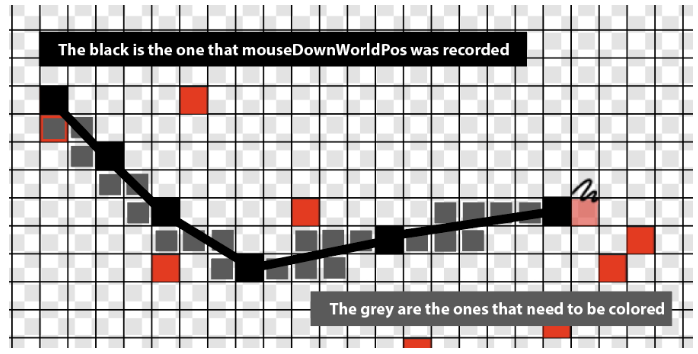 The black is the one that mouseDownWorldPos was recorded
The grey are the ones that need to be colored